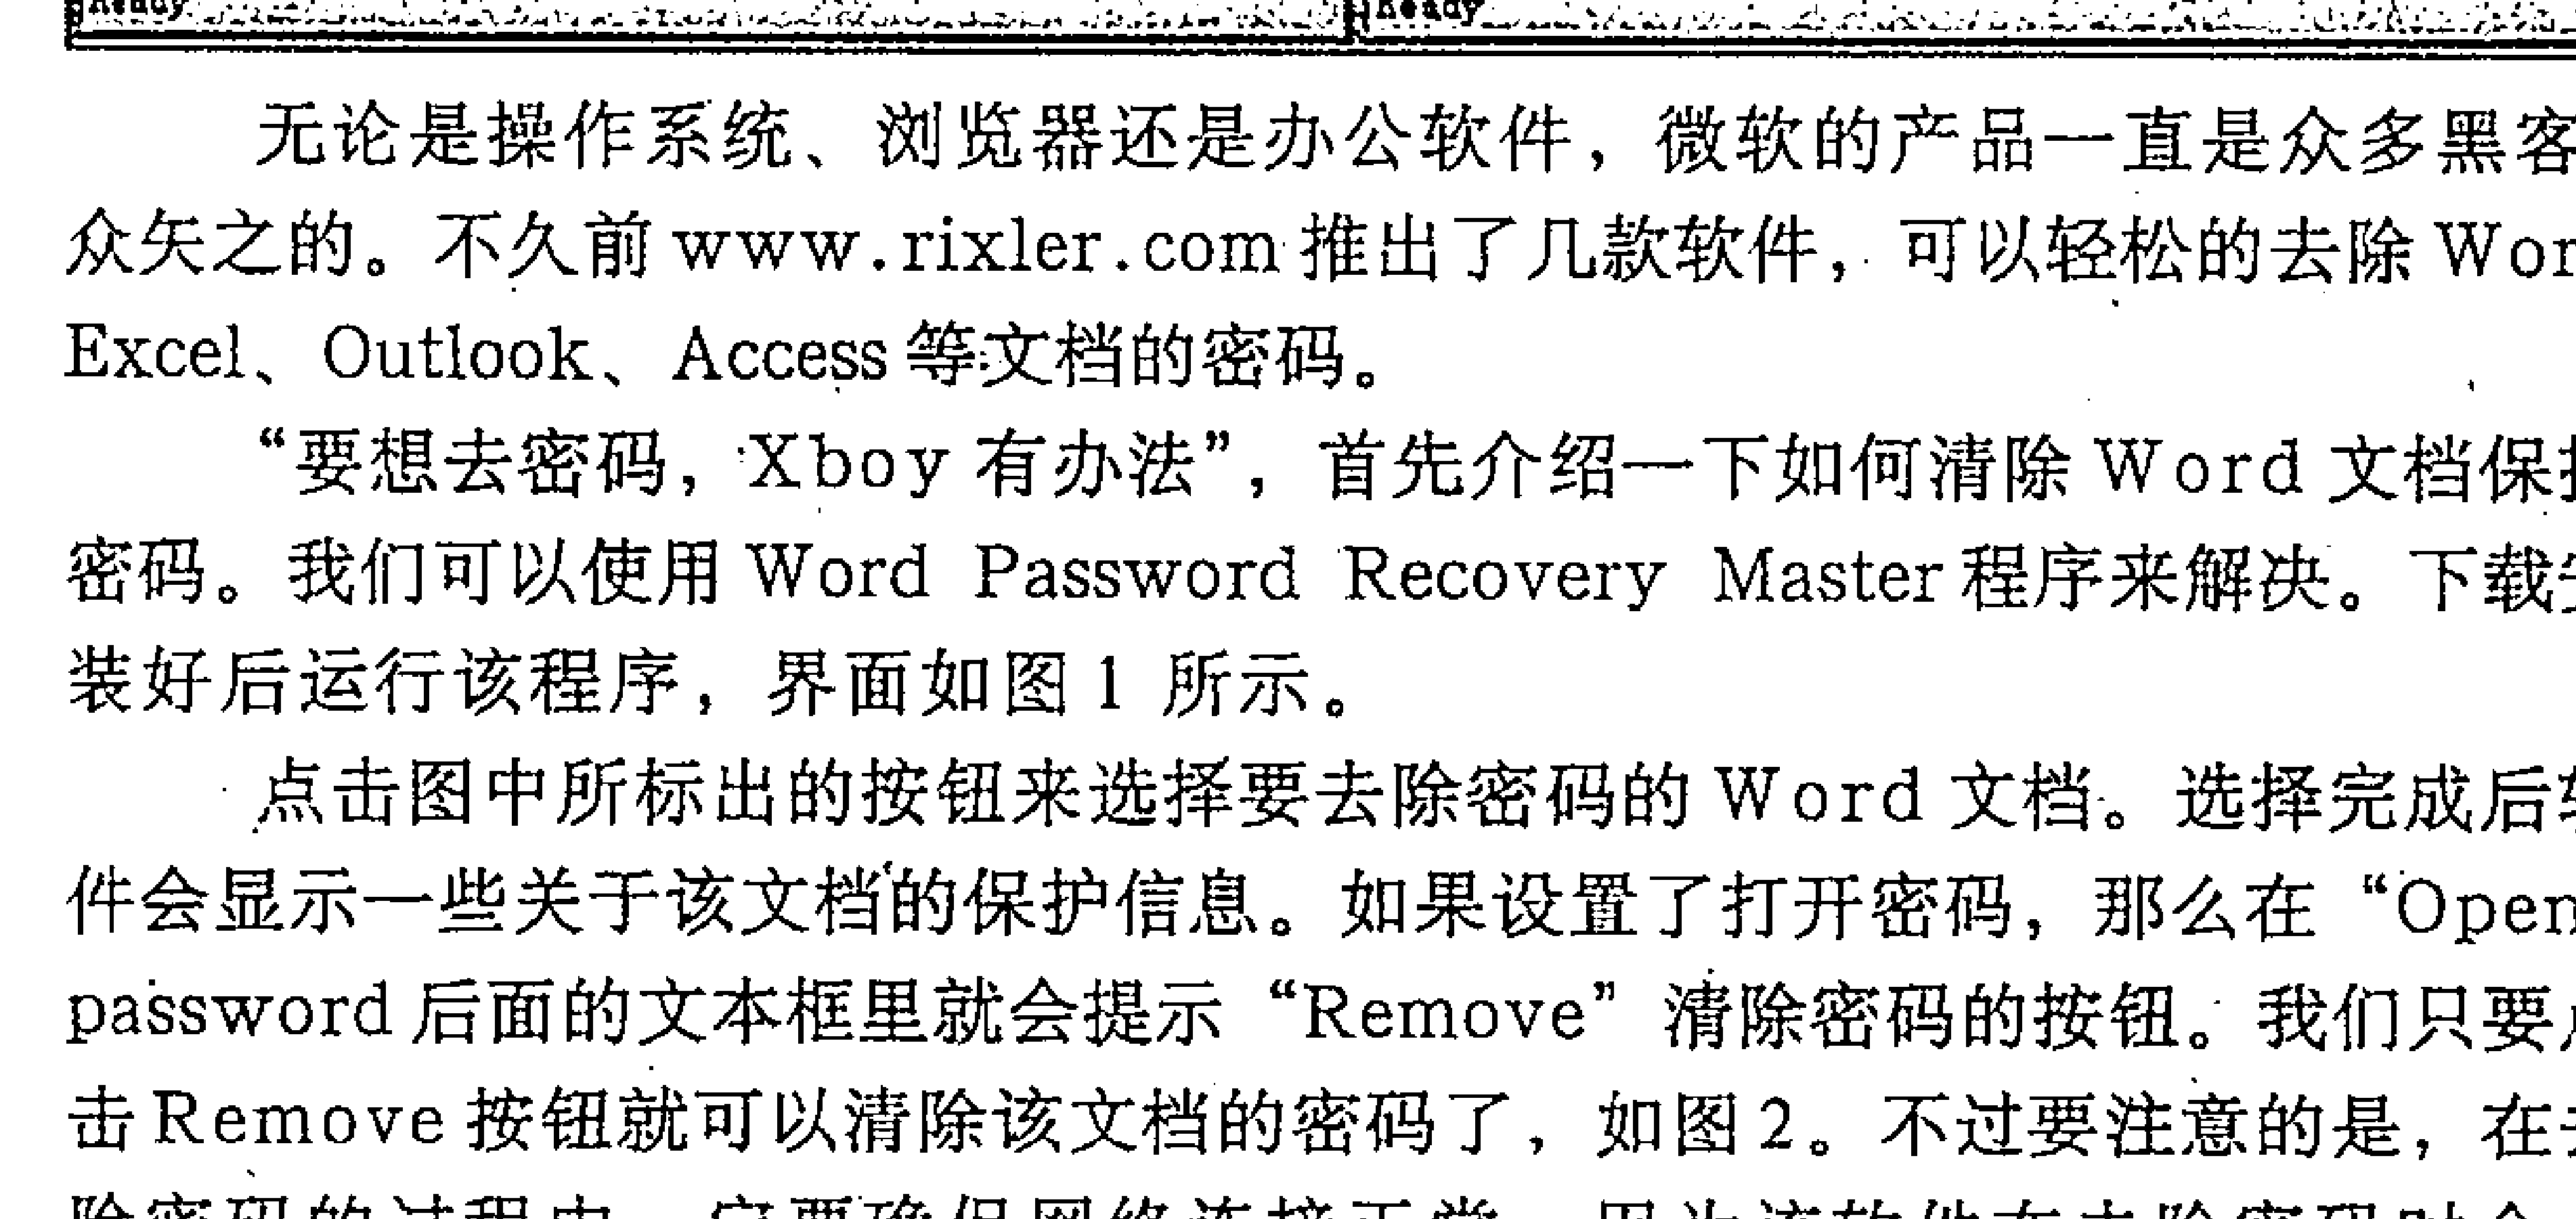 Ready Ready
无论是操作系统、浏览器还是办公软件，微软的产品一直是众多黑客
众矢之的。不久前 www.rixler.com 推出了几款软件，可以轻松的去除 Wor
Excel、Outlook、Access 等文档的密码。
“要想去密码，Xboy 有办法”，首先介绍一下如何清除 Word 文档保护
密码。我们可以使用 Word Password Recovery Master 程序来解决。下载安
装好后运行该程序，界面如图 1 所示。
点击图中所标出的按钮来选择要去除密码的 Word 文档。选择完成后软
件会显示一些关于该文档的保护信息。如果设置了打开密码，那么在 “Open
password 后面的文本框里就会提示 “Remove” 清除密码的按钮。我们只要点
击 Remove 按钮就可以清除该文档的密码了，如图 2。不过要注意的是，在去